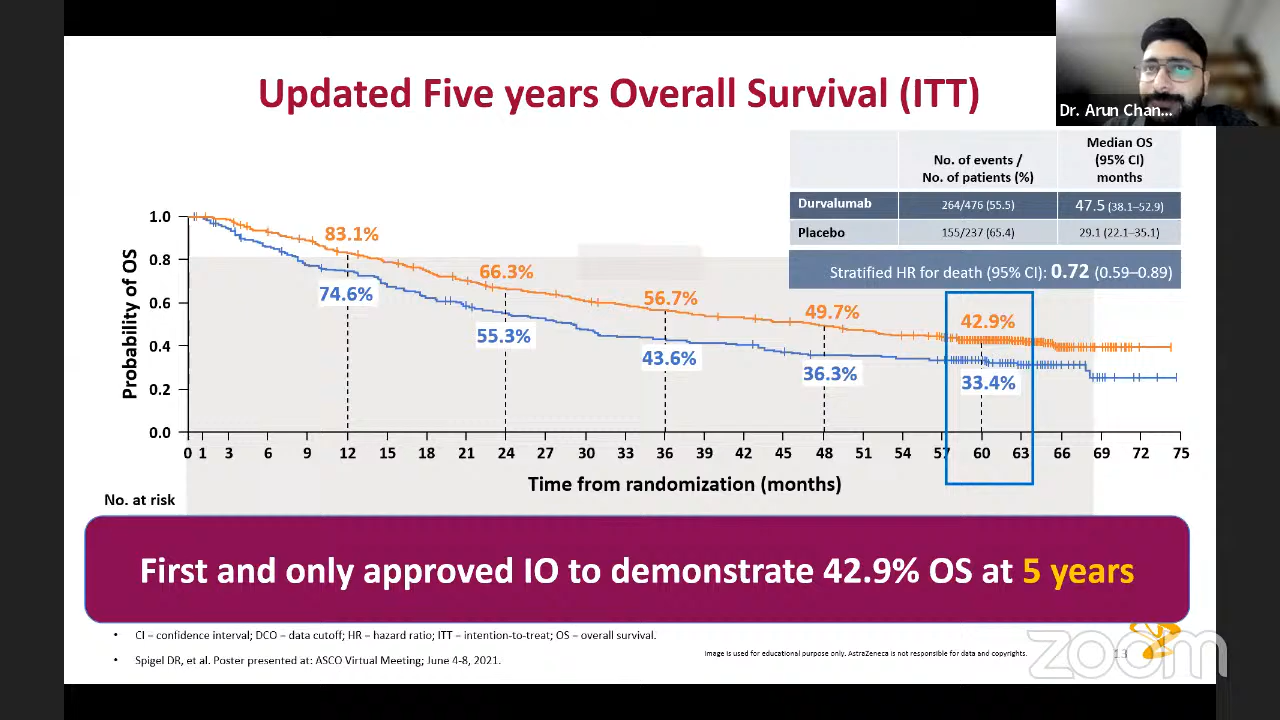 Updated Five years Overall Survival (ITT)
Dr. Arun Chan...
No. of events /
No. of patients (%)
Median OS
(95% CI)
months
Durvalumab 264/476 (55.5) 47.5 (38.1–52.9)
Placebo 155/237 (65.4) 29.1 (22.1–35.1)
Stratified HR for death (95% CI): 0.72 (0.59–0.89)
Probability of OS
1.0
0.8
0.6
0.4
0.2
0.0
83.1%
66.3%
56.7%
49.7%
42.9%
74.6%
55.3%
43.6%
36.3%
33.4%
0 1 3 6 9 12 15 18 21 24 27 30 33 36 39 42 45 48 51 54 57 60 63 66 69 72 75
Time from randomization (months)
No. at risk
First and only approved IO to demonstrate 42.9% OS at 5 years
• CI – confidence interval; DCO – data cutoff; HR – hazard ratio; ITT – intention-to-treat; OS – overall survival.
• Spigel DR, et al. Poster presented at: ASCO Virtual Meeting; June 4-8, 2021.
Image is used for educational purpose only. AstraZeneca is not responsible for data and copyrights.
13
zoom